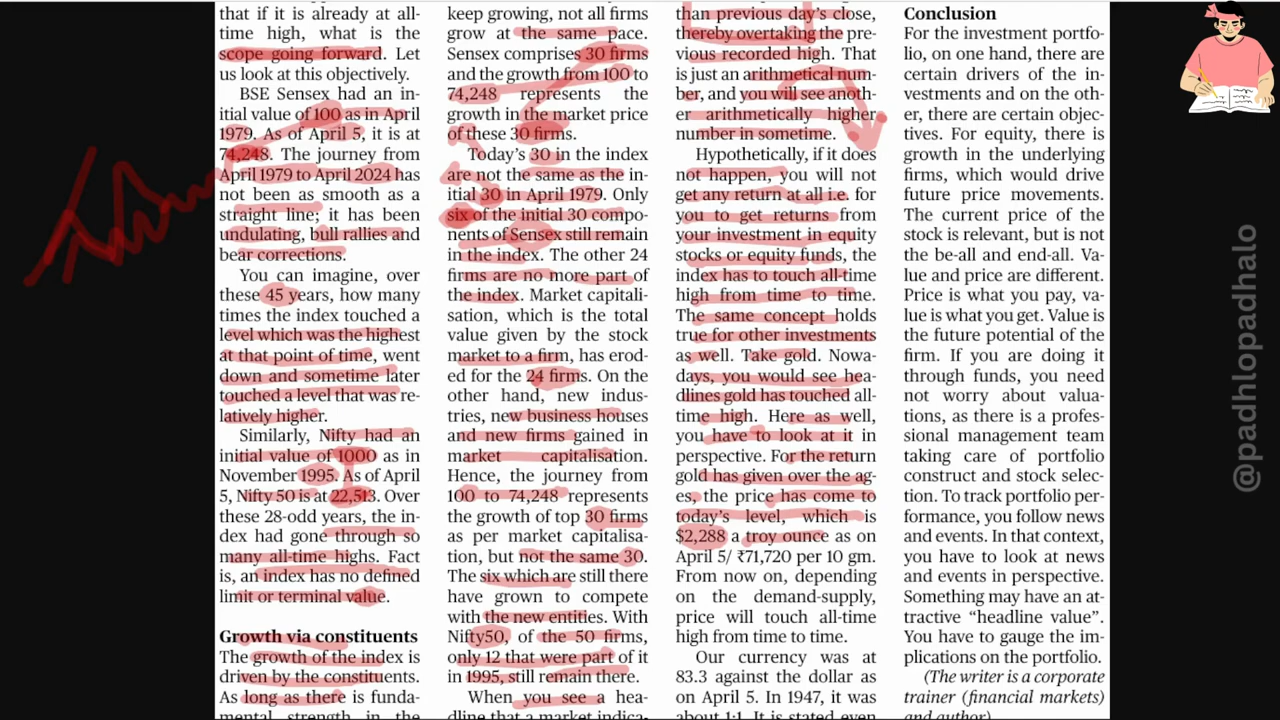 that if it is already at all-
time high, what is the
scope going forward. Let
us look at this objectively.
BSE Sensex had an in-
itial value of 100 as in April
1979. As of April 5, it is at
74,248. The journey from
April 1979 to April 2024 has
not been as smooth as a
straight line; it has been
undulating, bull rallies and
bear corrections.
You can imagine, over
these 45 years, how many
times the index touched a
level which was the highest
at that point of time, went
down and sometime later
touched a level that was re-
latively higher.
Similarly, Nifty had an
initial value of 1000 as in
November 1995. As of April
5, Nifty50 is at 22,513. Over
these 28-odd years, the in-
dex had gone through so
many all-time highs. Fact
is, an index has no defined
limit or terminal value.
Growth via constituents
The growth of the index is
driven by the constituents.
As long as there is funda-
mental strength in the
keep growing, not all firms
grow at the same pace.
Sensex comprises 30 firms
and the growth from 100 to
74,248 represents the
growth in the market price
of these 30 firms.
Today's 30 in the index
are not the same as the in-
itial 30 in April 1979. Only
six of the initial 30 compo-
nents of Sensex still remain
in the index. The other 24
firms are no more part of
the index. Market capitali-
sation, which is the total
value given by the stock
market to a firm, has erod-
ed for the 24 firms. On the
other hand, new indus-
tries, new business houses
and new firms gained in
market capitalisation.
Hence, the journey from
100 to 74,248 represents
the growth of top 30 firms
as per market capitalisa-
tion, but not the same 30.
The six which are still there
have grown to compete
with the new entities. With
Nifty50, of the 50 firms,
only 12 that were part of it
in 1995, still remain there.
When you see a hea-
dline that a market indica-
than previous day's close,
thereby overtaking the pre-
vious recorded high. That
is just an arithmetical num-
ber, and you will see anoth-
er arithmetically higher
number in sometime.
Hypothetically, if it does
not happen, you will not
get any return at all i.e. for
you to get returns from
your investment in equity
stocks or equity funds, the
index has to touch all-time
high from time to time.
The same concept holds
true for other investments
as well. Take gold. Nowa-
days, you would see hea-
dlines gold has touched all-
time high. Here as well,
you have to look at it in
perspective. For the return
gold has given over the ag-
es, the price has come to
today's level, which is
$2,288 a troy ounce as on
April 5/ ₹71,720 per 10 gm.
From now on, depending
on the demand-supply,
price will touch all-time
high from time to time.
Our currency was at
83.3 against the dollar as
on April 5. In 1947, it was
about 1:1. It is stated even
Conclusion
For the investment portfo-
lio, on one hand, there are
certain drivers of the in-
vestments and on the oth-
er, there are certain objec-
tives. For equity, there is
growth in the underlying
firms, which would drive
future price movements.
The current price of the
stock is relevant, but is not
the be-all and end-all. Va-
lue and price are different.
Price is what you pay, va-
lue is what you get. Value is
the future potential of the
firm. If you are doing it
through funds, you need
not worry about valua-
tions, as there is a profes-
sional management team
taking care of portfolio
construct and stock selec-
tion. To track portfolio per-
formance, you follow news
and events. In that context,
you have to look at news
and events in perspective.
Something may have an at-
tractive “headline value”.
You have to gauge the im-
plications on the portfolio.
(The writer is a corporate
trainer (financial markets)
and author)
@padhlopadhalo